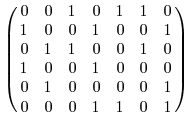 0 0 1 0 1 1 0
1 0 0 1 0 0 1
0 1 1 0 0 1 0
1 0 0 1 0 0 0
0 1 0 0 0 0 1
0 0 0 1 1 0 1